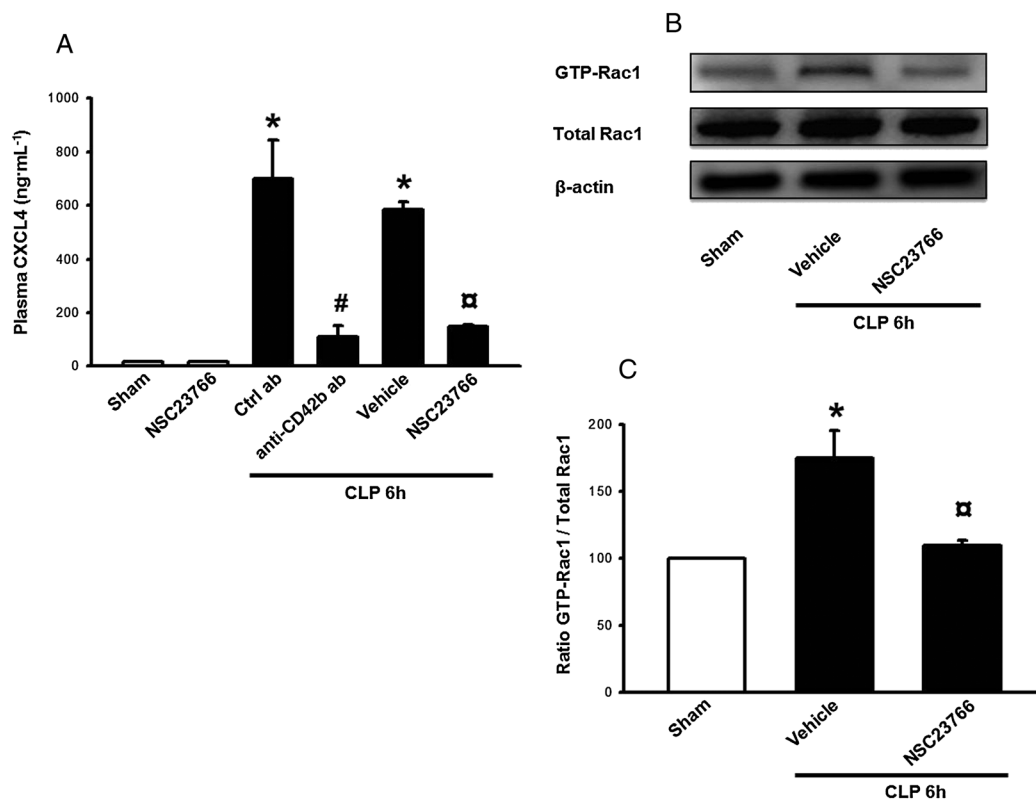 A
Plasma CXCL4 (ng·mL-1)
1000
800
600
400
200
0
*
#
*
¤
Sham
NSC23766
Ctrl ab
anti-CD42b ab
Vehicle
NSC23766
CLP 6h
B
GTP-Rac1
Total Rac1
β-actin
Sham
Vehicle
NSC23766
CLP 6h
C
Ratio GTP-Rac1 / Total Rac1
200
150
100
50
0
*
¤
Sham
Vehicle
NSC23766
CLP 6h